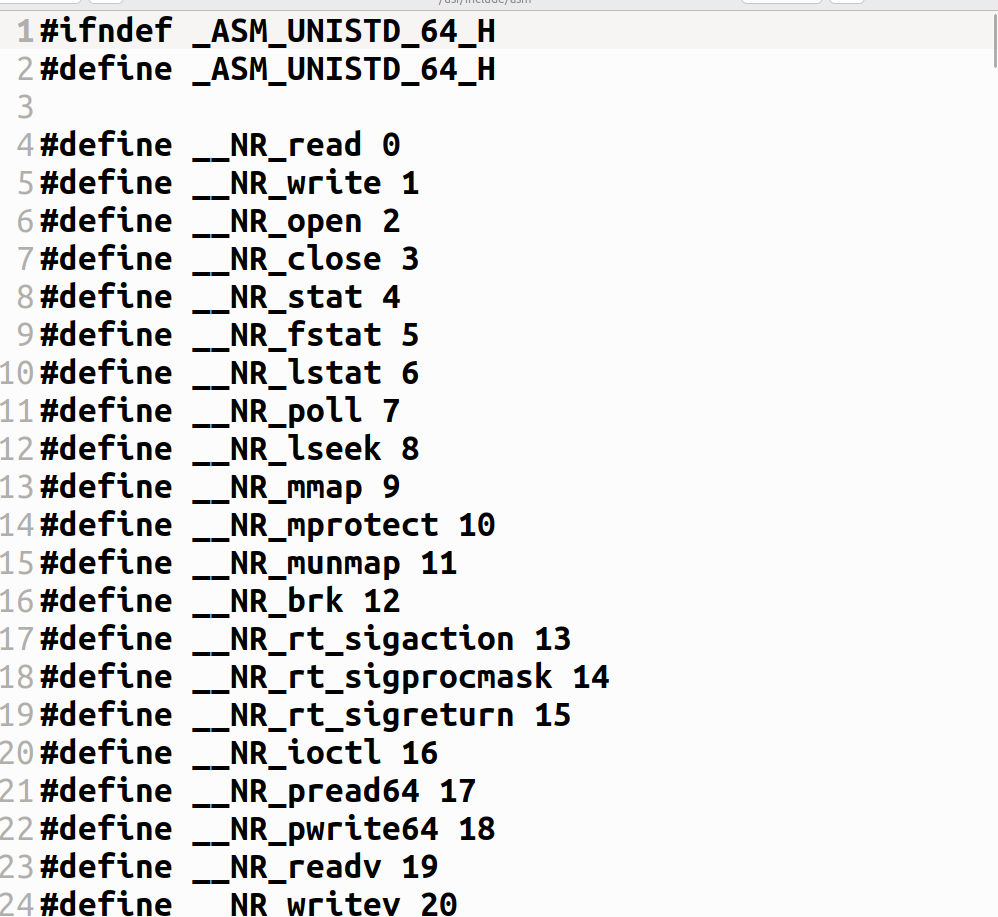 /usr/include/asm
1 #ifndef _ASM_UNISTD_64_H
2 #define _ASM_UNISTD_64_H
3
4 #define __NR_read 0
5 #define __NR_write 1
6 #define __NR_open 2
7 #define __NR_close 3
8 #define __NR_stat 4
9 #define __NR_fstat 5
10 #define __NR_lstat 6
11 #define __NR_poll 7
12 #define __NR_lseek 8
13 #define __NR_mmap 9
14 #define __NR_mprotect 10
15 #define __NR_munmap 11
16 #define __NR_brk 12
17 #define __NR_rt_sigaction 13
18 #define __NR_rt_sigprocmask 14
19 #define __NR_rt_sigreturn 15
20 #define __NR_ioctl 16
21 #define __NR_pread64 17
22 #define __NR_pwrite64 18
23 #define __NR_readv 19
24 #define __NR_writev 20